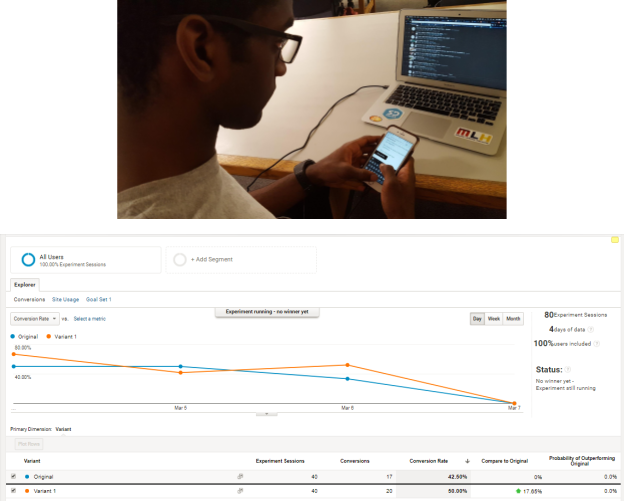 MLH
All Users
100.00% Experiment Sessions
+ Add Segment
Explorer
Conversions Site Usage Goal Set 1
Conversion Rate vs. Select a metric
Experiment running - no winner yet
Day Week Month
80 Experiment Sessions
4 days of data ?
100% users included ?
Original Variant 1
80.00%
40.00%
... Mar 5 Mar 6 Mar 7
Status: ?
No winner yet -
Experiment still running
Primary Dimension: Variant
Plot Rows
Variant Experiment Sessions Conversions Conversion Rate Compare to Original Probability of Outperforming
Original
Original 40 17 42.50% 0% 0.0%
Variant 1 40 20 50.00% 17.65% 0.0%